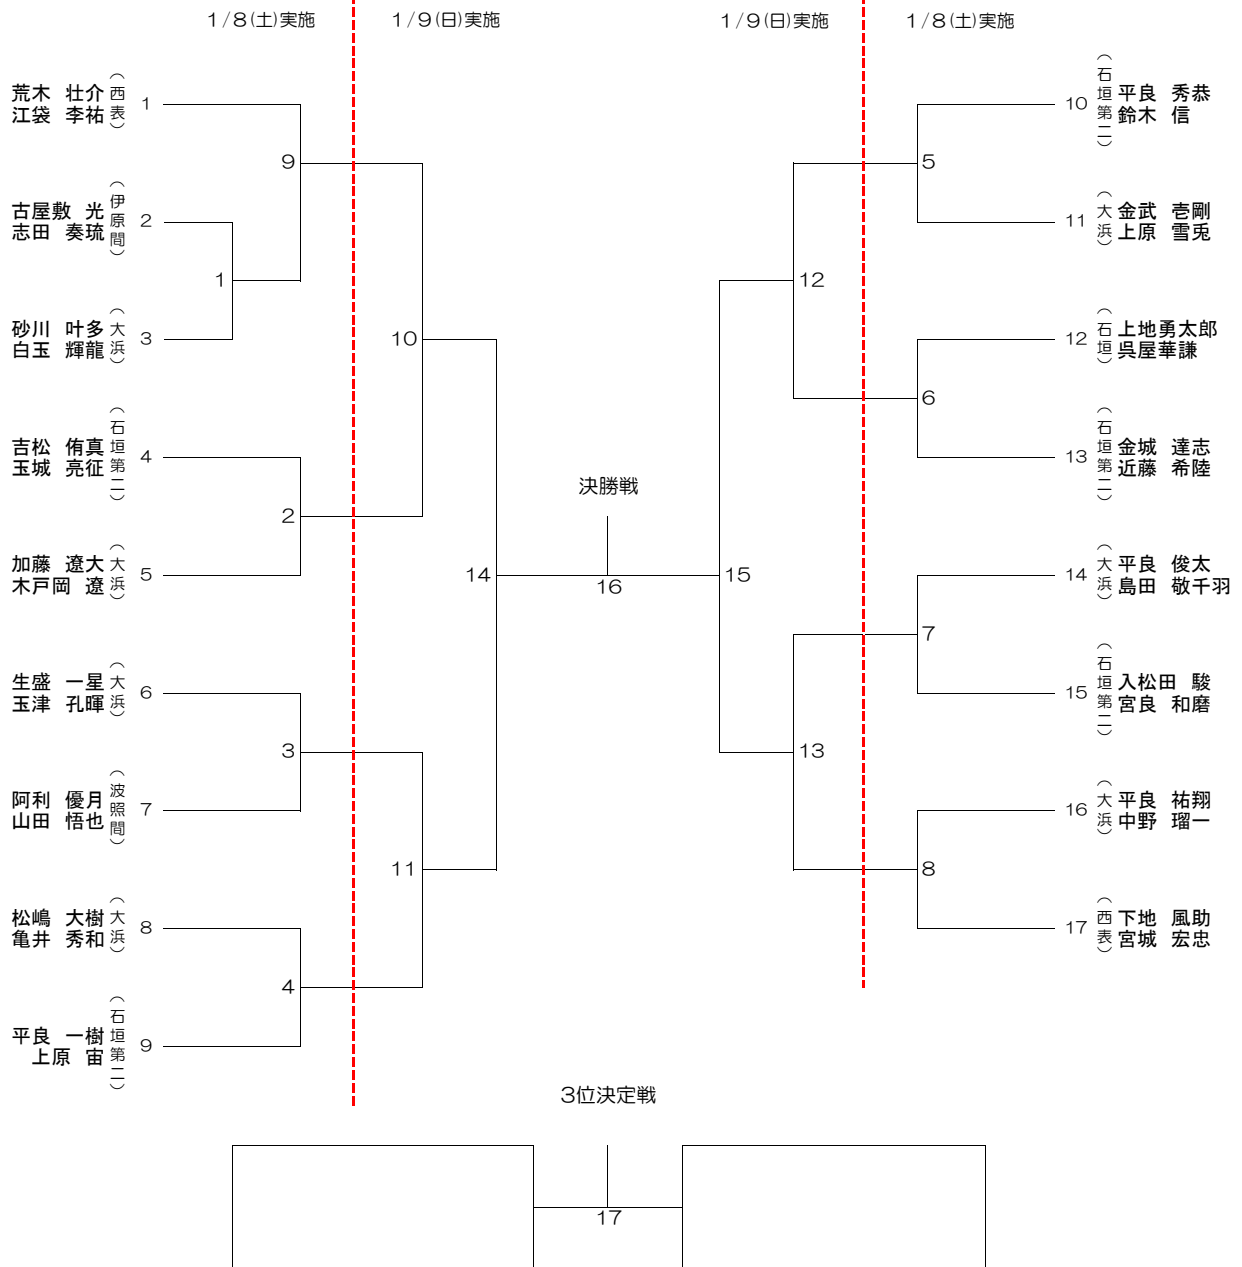 1/8(土)実施
1/9(日)実施
1/9(日)実施
1/8(土)実施
荒木 壮介
江袋 李祐
(西表)
1
古屋敷 光
志田 奏琉
(伊原間)
2
砂川 叶多
白玉 輝龍
(大浜)
3
吉松 侑真
玉城 亮征
(石垣第二)
4
加藤 遼大
木戸岡 遼
(大浜)
5
生盛 一星
玉津 孔暉
(大浜)
6
阿利 優月
山田 悟也
(波照間)
7
松嶋 大樹
亀井 秀和
(大浜)
8
平良 一樹
上原 宙
(石垣第二)
9
9
1
2
3
4
10
11
14
決勝戦
16
15
12
13
5
6
7
8
10
(石垣第二)
平良 秀恭
鈴木 信
11
(大浜)
金武 壱剛
上原 雪兎
12
(石垣)
上地勇太郎
呉屋華謙
13
(石垣第二)
金城 達志
近藤 希陸
14
(大浜)
平良 俊太
島田 敬千羽
15
(石垣第二)
入松田 駿
宮良 和磨
16
(大浜)
平良 祐翔
中野 瑠一
17
(西表)
下地 風助
宮城 宏忠
3位決定戦
17